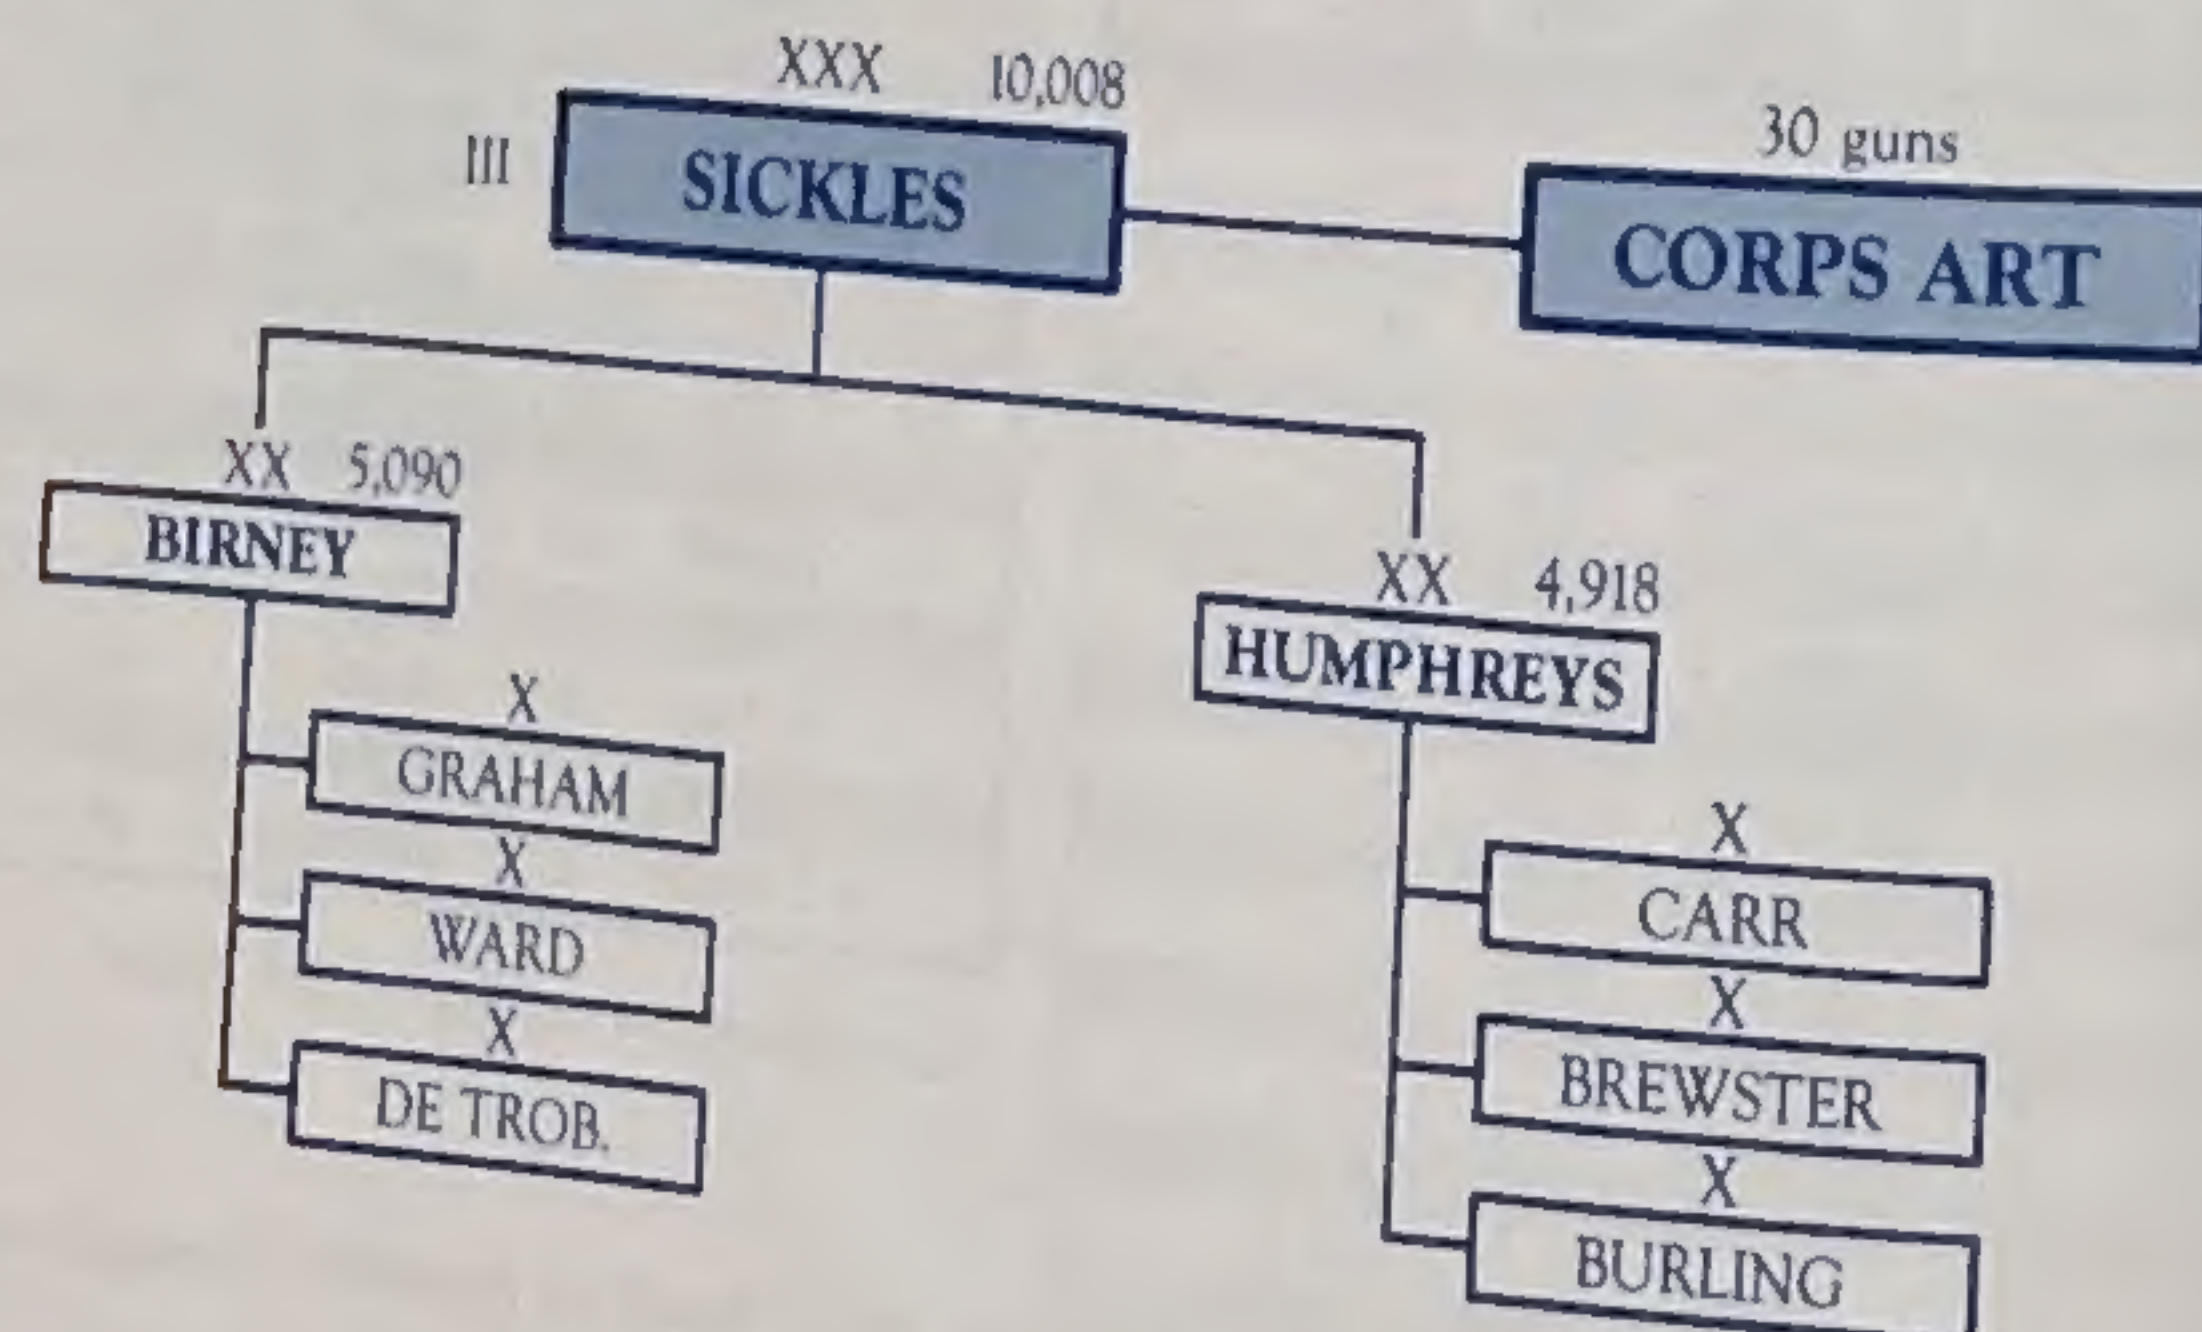 XXX 10,008
III SICKLES
30 guns
CORPS ART
XX 5,090
BIRNEY
X
GRAHAM
X
WARD
X
DE TROB.
XX 4,918
HUMPHREYS
X
CARR
X
BREWSTER
X
BURLING